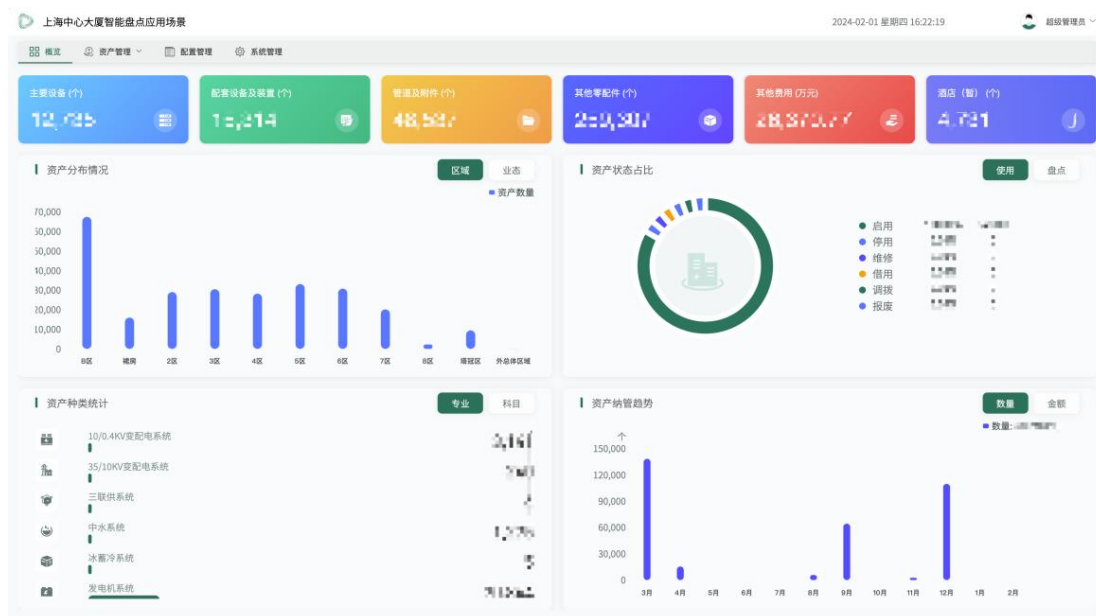 上海中心大厦智能盘点应用场景
2024-02-01 星期四 16:22:19
超级管理员
概览
资产管理
配置管理
系统管理
主要设备 (个)
配套设备及装置 (个)
管道及附件 (个)
其他零配件 (个)
其他费用 (万元)
酒店(暂) (个)
资产分布情况
区域
业态
资产数量
70,000
60,000
50,000
40,000
30,000
20,000
10,000
0
B区
裙房
2区
3区
4区
5区
6区
7区
8区
塔冠区
外总体区域
资产状态占比
使用
盘点
启用
停用
维修
借用
调拨
报废
资产种类统计
专业
科目
10/0.4KV变配电系统
35/10KV变配电系统
三联供系统
中水系统
冰蓄冷系统
发电机系统
资产纳管趋势
数量
金额
数量:
个
150,000
120,000
90,000
60,000
30,000
0
3月
4月
5月
6月
7月
8月
9月
10月
11月
12月
1月
2月